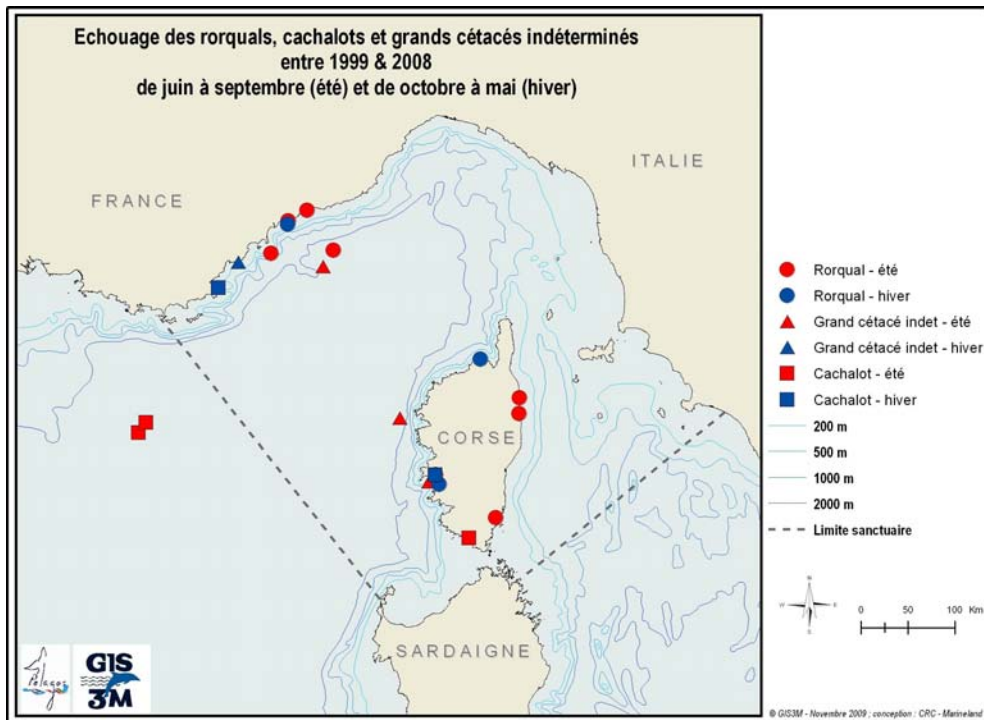 Echouage des rorquals, cachalots et grands cétacés indéterminés
entre 1999 & 2008
de juin à septembre (été) et de octobre à mai (hiver)
ITALIE
FRANCE
CORSE
SARDAIGNE
Rorqual - été
Rorqual - hiver
Grand cétacé indet - été
Grand cétacé indet - hiver
Cachalot - été
Cachalot - hiver
200 m
500 m
1000 m
2000 m
Limite sanctuaire
N
W E
S
0 50 100 Km
Pelagos
GIS
3M
© GIS3M - Novembre 2009 ; conception : CRC - Marineland